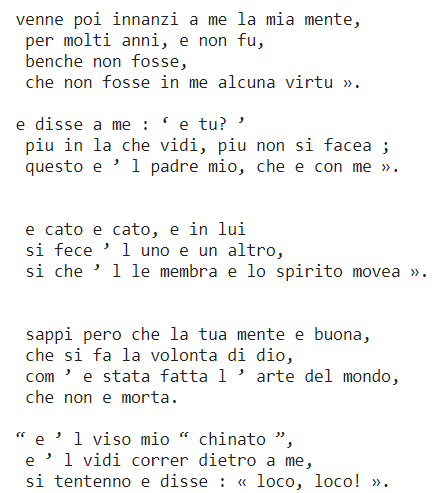 venne poi innanzi a me la mia mente,
per molti anni, e non fu,
benche non fosse,
che non fosse in me alcuna virtu ».
e disse a me : ‘ e tu? ’
piu in la che vidi, piu non si facea ;
questo e ’ l padre mio, che e con me ».
e cato e cato, e in lui
si fece ’ l uno e un altro,
si che ’ l le membra e lo spirito movea ».
sappi pero che la tua mente e buona,
che si fa la volonta di dio,
com ’ e stata fatta l ’ arte del mondo,
che non e morta.
“ e ’ l viso mio “ chinato ”,
e ’ l vidi correr dietro a me,
si tentenno e disse : « loco, loco! ».